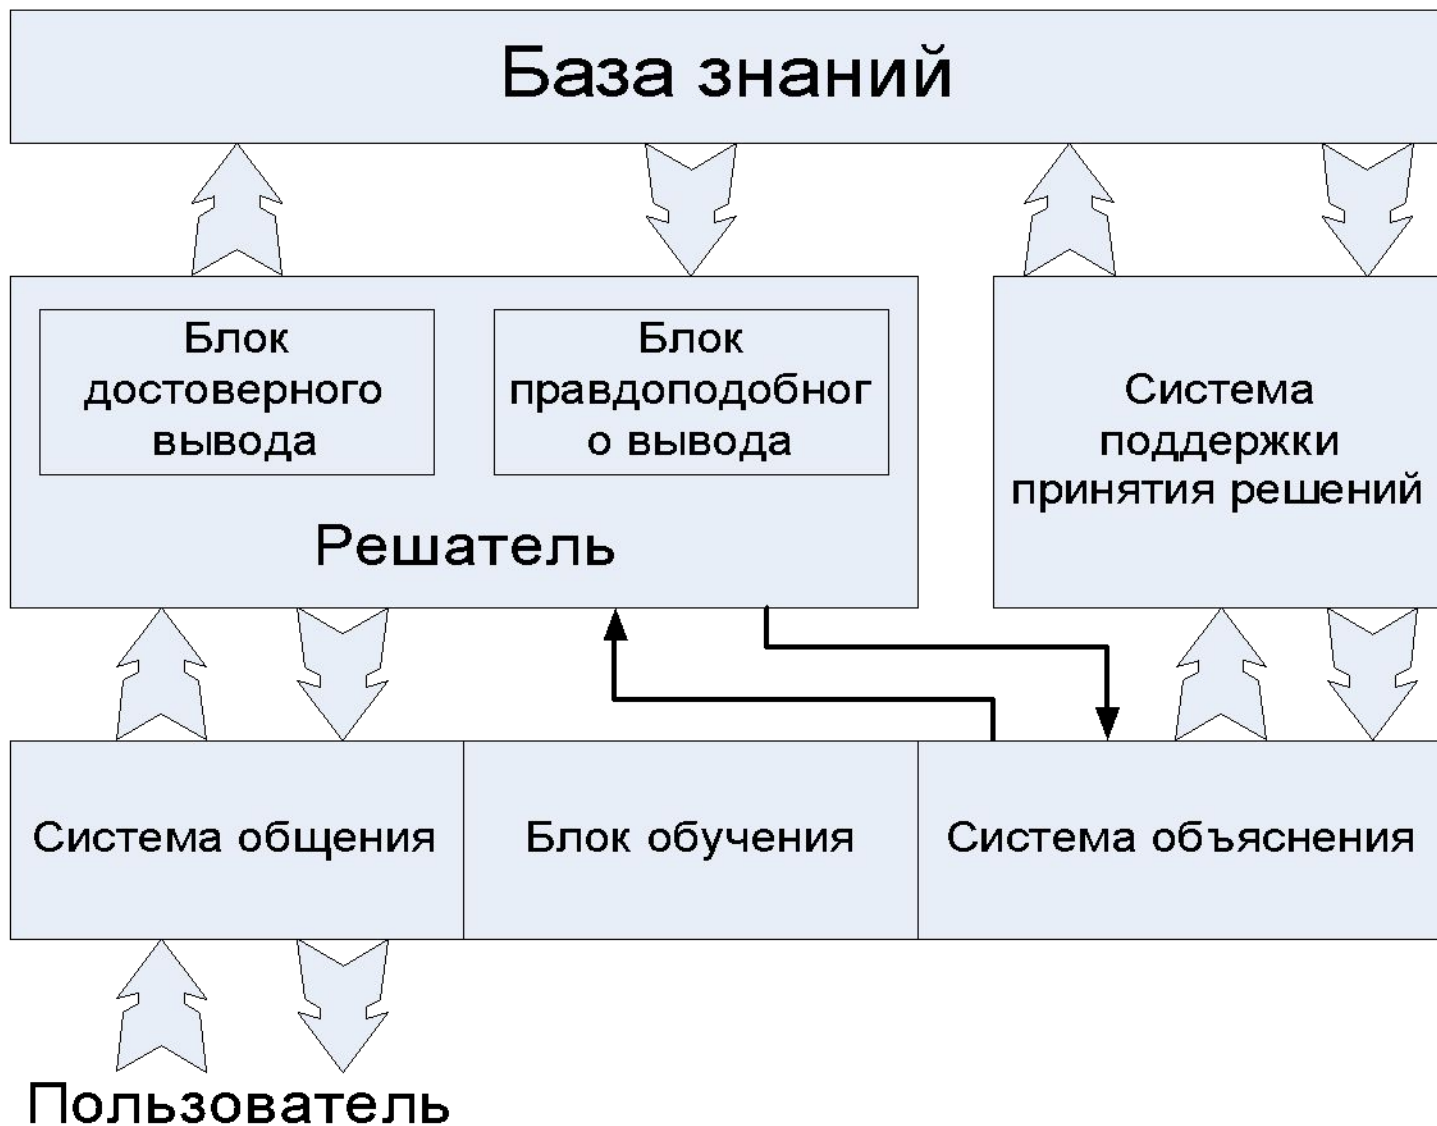 База знаний
Блок
достоверного
вывода
Блок
правдоподобног
о вывода
Решатель
Система
поддержки
принятия решений
Система общения
Блок обучения
Система объяснения
Пользователь